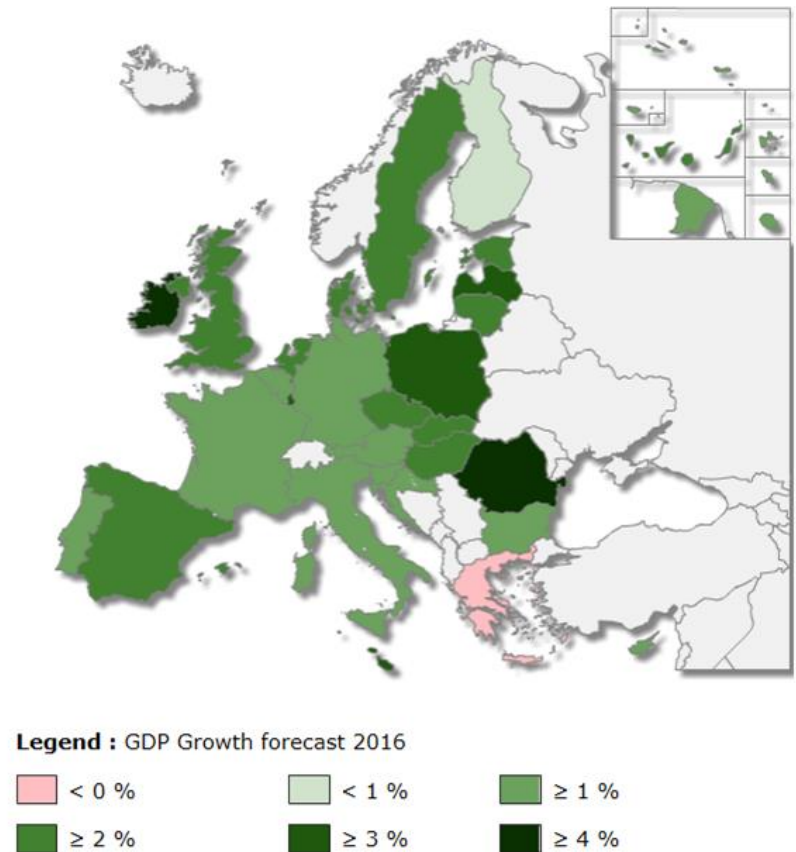 Legend : GDP Growth forecast 2016
< 0 % < 1 % ≥ 1 %
≥ 2 % ≥ 3 % ≥ 4 %